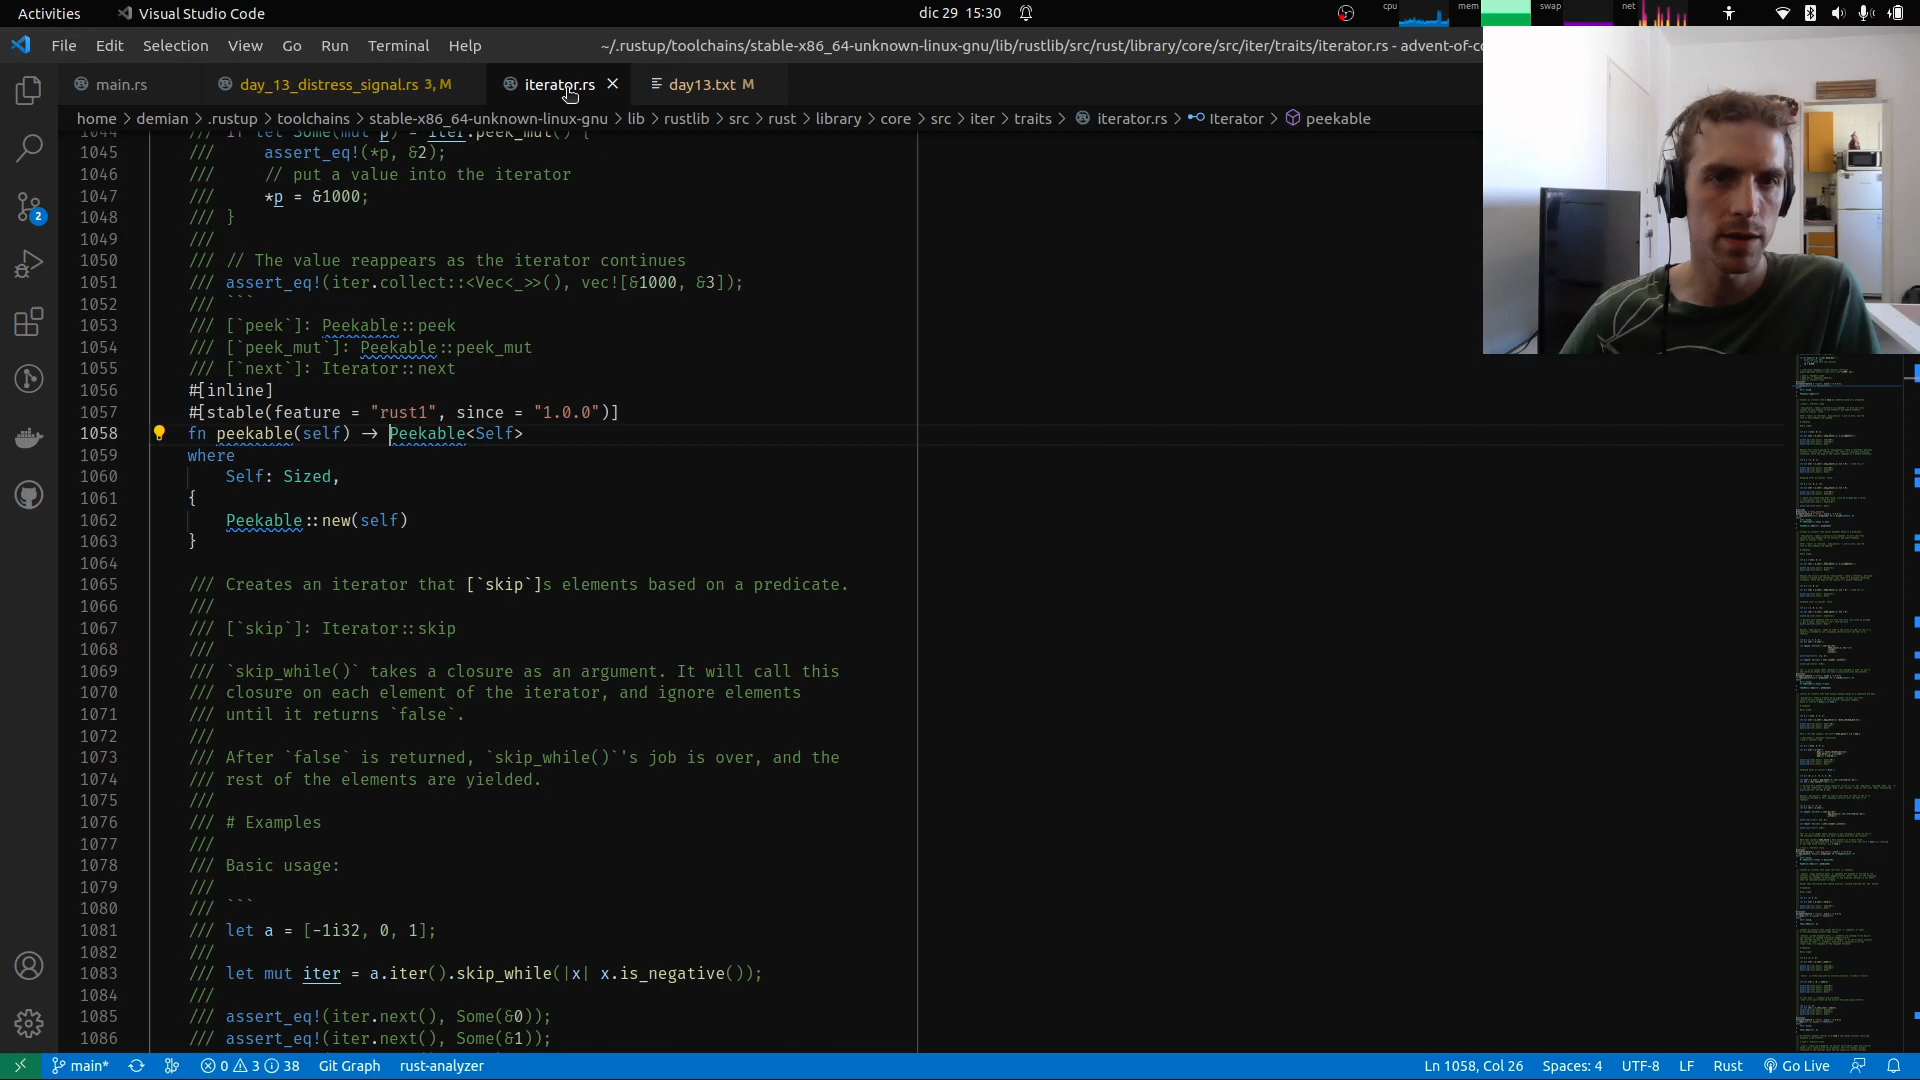 Activities Visual Studio Code dic 29 15:30 cpu mem swap net
File Edit Selection View Go Run Terminal Help ~/.rustup/toolchains/stable-x86_64-unknown-linux-gnu/lib/rustlib/src/rust/library/core/src/iter/traits/iterator.rs - advent-of-co
main.rs day_13_distress_signal.rs 3, M iterator.rs day13.txt M
home > demian > .rustup > toolchains > stable-x86_64-unknown-linux-gnu > lib > rustlib > src > rust > library > core > src > iter > traits > iterator.rs > Iterator > peekable
1044 /// if let Some(mut p) = iter.peek_mut() {
1045 ///     assert_eq!(*p, &2);
1046 ///     // put a value into the iterator
1047 ///     *p = &1000;
1048 /// }
1049 ///
1050 /// // The value reappears as the iterator continues
1051 /// assert_eq!(iter.collect::<Vec<_>>(), vec![&1000, &3]);
1052 /// ```
1053 /// [`peek`]: Peekable::peek
1054 /// [`peek_mut`]: Peekable::peek_mut
1055 /// [`next`]: Iterator::next
1056 #[inline]
1057 #[stable(feature = "rust1", since = "1.0.0")]
1058 fn peekable(self) -> Peekable<Self>
1059 where
1060     Self: Sized,
1061 {
1062     Peekable::new(self)
1063 }
1064
1065 /// Creates an iterator that [`skip`]s elements based on a predicate.
1066 ///
1067 /// [`skip`]: Iterator::skip
1068 ///
1069 /// `skip_while()` takes a closure as an argument. It will call this
1070 /// closure on each element of the iterator, and ignore elements
1071 /// until it returns `false`.
1072 ///
1073 /// After `false` is returned, `skip_while()`'s job is over, and the
1074 /// rest of the elements are yielded.
1075 ///
1076 /// # Examples
1077 ///
1078 /// Basic usage:
1079 ///
1080 /// ```
1081 /// let a = [-1i32, 0, 1];
1082 ///
1083 /// let mut iter = a.iter().skip_while(|x| x.is_negative());
1084 ///
1085 /// assert_eq!(iter.next(), Some(&0));
1086 /// assert_eq!(iter.next(), Some(&1));
2
main* 0 3 38 Git Graph rust-analyzer Ln 1058, Col 26 Spaces: 4 UTF-8 LF Rust Go Live